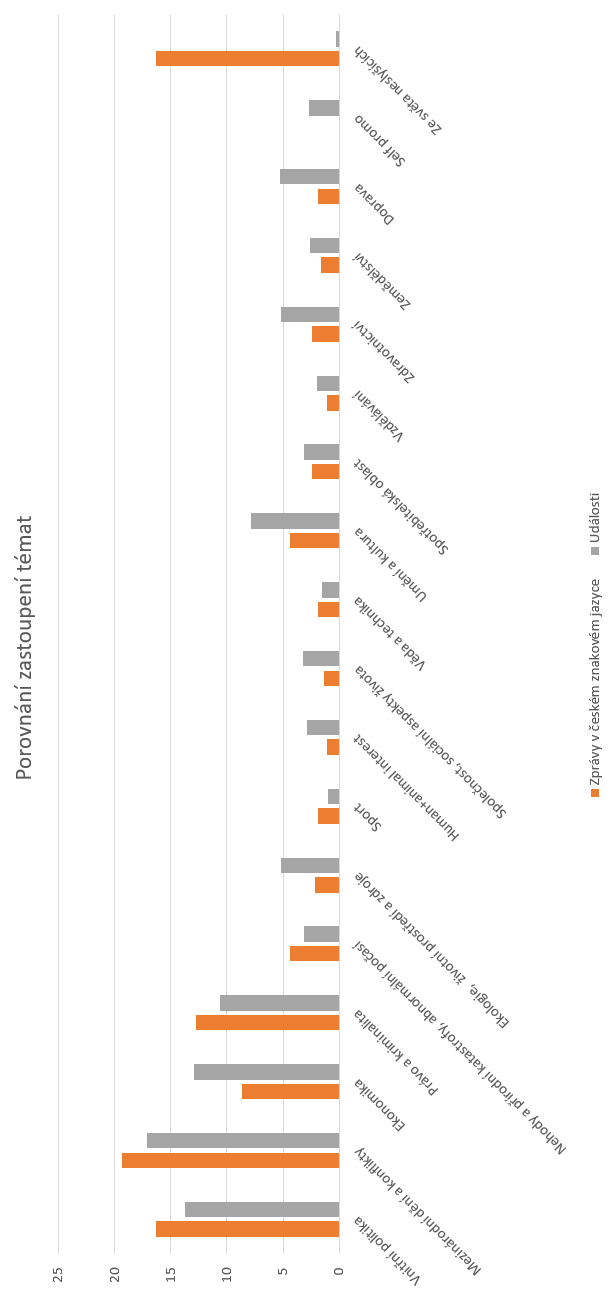 Porovnání zastoupení témat
25
20
15
10
5
0
Vnitřní politika
Mezinárodní dění a konflikty
Ekonomika
Právo a kriminalita
Nehody a přírodní katastrofy, abnormální počasí
Ekologie, životní prostředí a zdroje
Sport
Human+animal interest
Společnost, sociální aspekty života
Věda a technika
Umění a kultura
Spotřebitelská oblast
Vzdělávání
Zdravotnictví
Zemědělství
Doprava
Self promo
Ze světa neslyšících
Zprávy v českém znakovém jazyce
Události